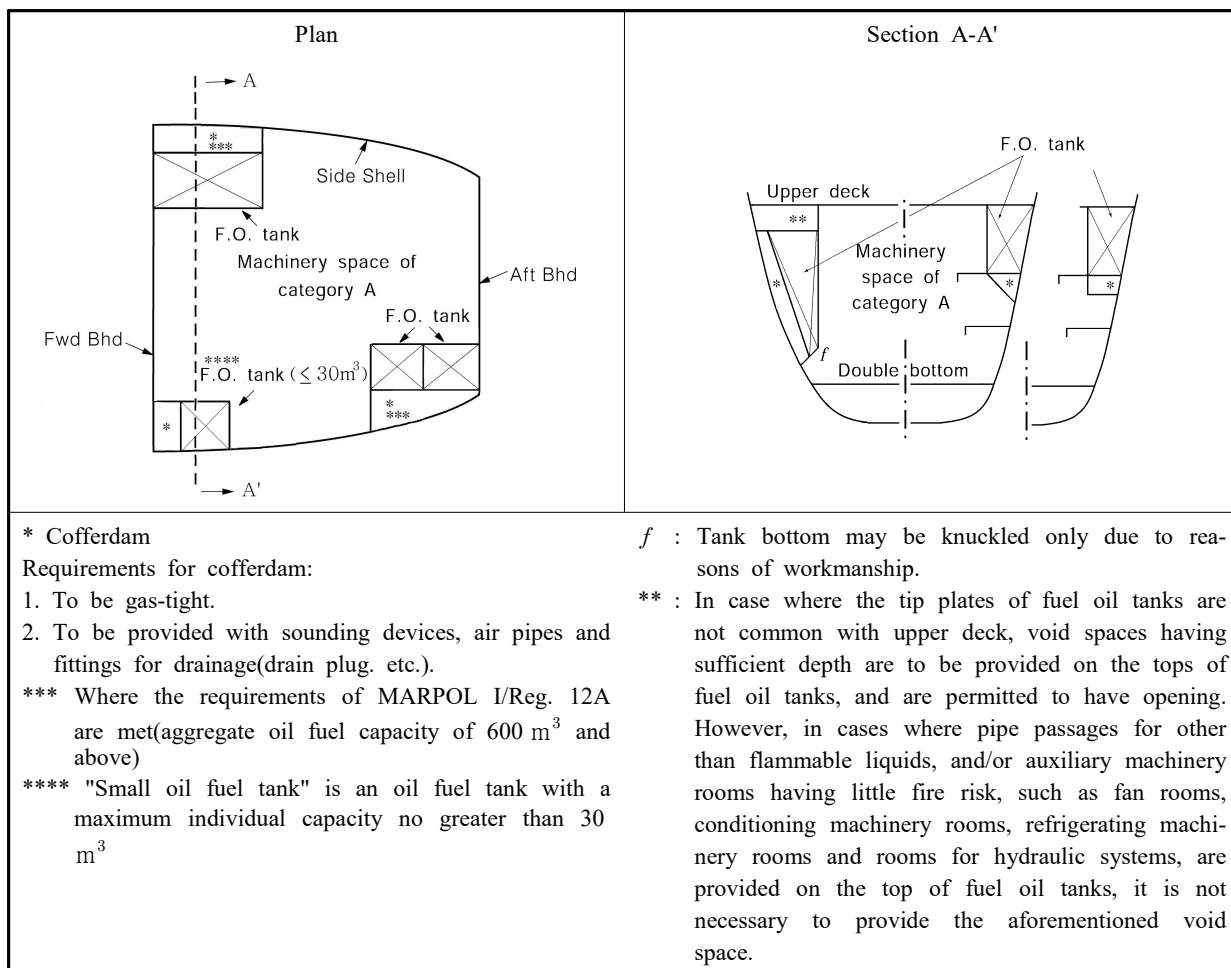 Plan
A
*
***
Side Shell
F.O. tank
Machinery space of
category A
Aft Bhd
F.O. tank
Fwd Bhd
****
F.O. tank (≤ 30m³)
*
***
*
A'
Section A-A'
F.O. tank
Upper deck
**
Machinery
space of
category A
*
*
*
f
Double bottom
* Cofferdam
Requirements for cofferdam:
1. To be gas-tight.
2. To be provided with sounding devices, air pipes and
fittings for drainage(drain plug. etc.).
*** Where the requirements of MARPOL I/Reg. 12A
are met(aggregate oil fuel capacity of 600 m³ and
above)
**** "Small oil fuel tank" is an oil fuel tank with a
maximum individual capacity no greater than 30
m³
f : Tank bottom may be knuckled only due to rea-
sons of workmanship.
** : In case where the tip plates of fuel oil tanks are
not common with upper deck, void spaces having
sufficient depth are to be provided on the tops of
fuel oil tanks, and are permitted to have opening.
However, in cases where pipe passages for other
than flammable liquids, and/or auxiliary machinery
rooms having little fire risk, such as fan rooms,
conditioning machinery rooms, refrigerating machi-
nery rooms and rooms for hydraulic systems, are
provided on the top of fuel oil tanks, it is not
necessary to provide the aforementioned void
space.